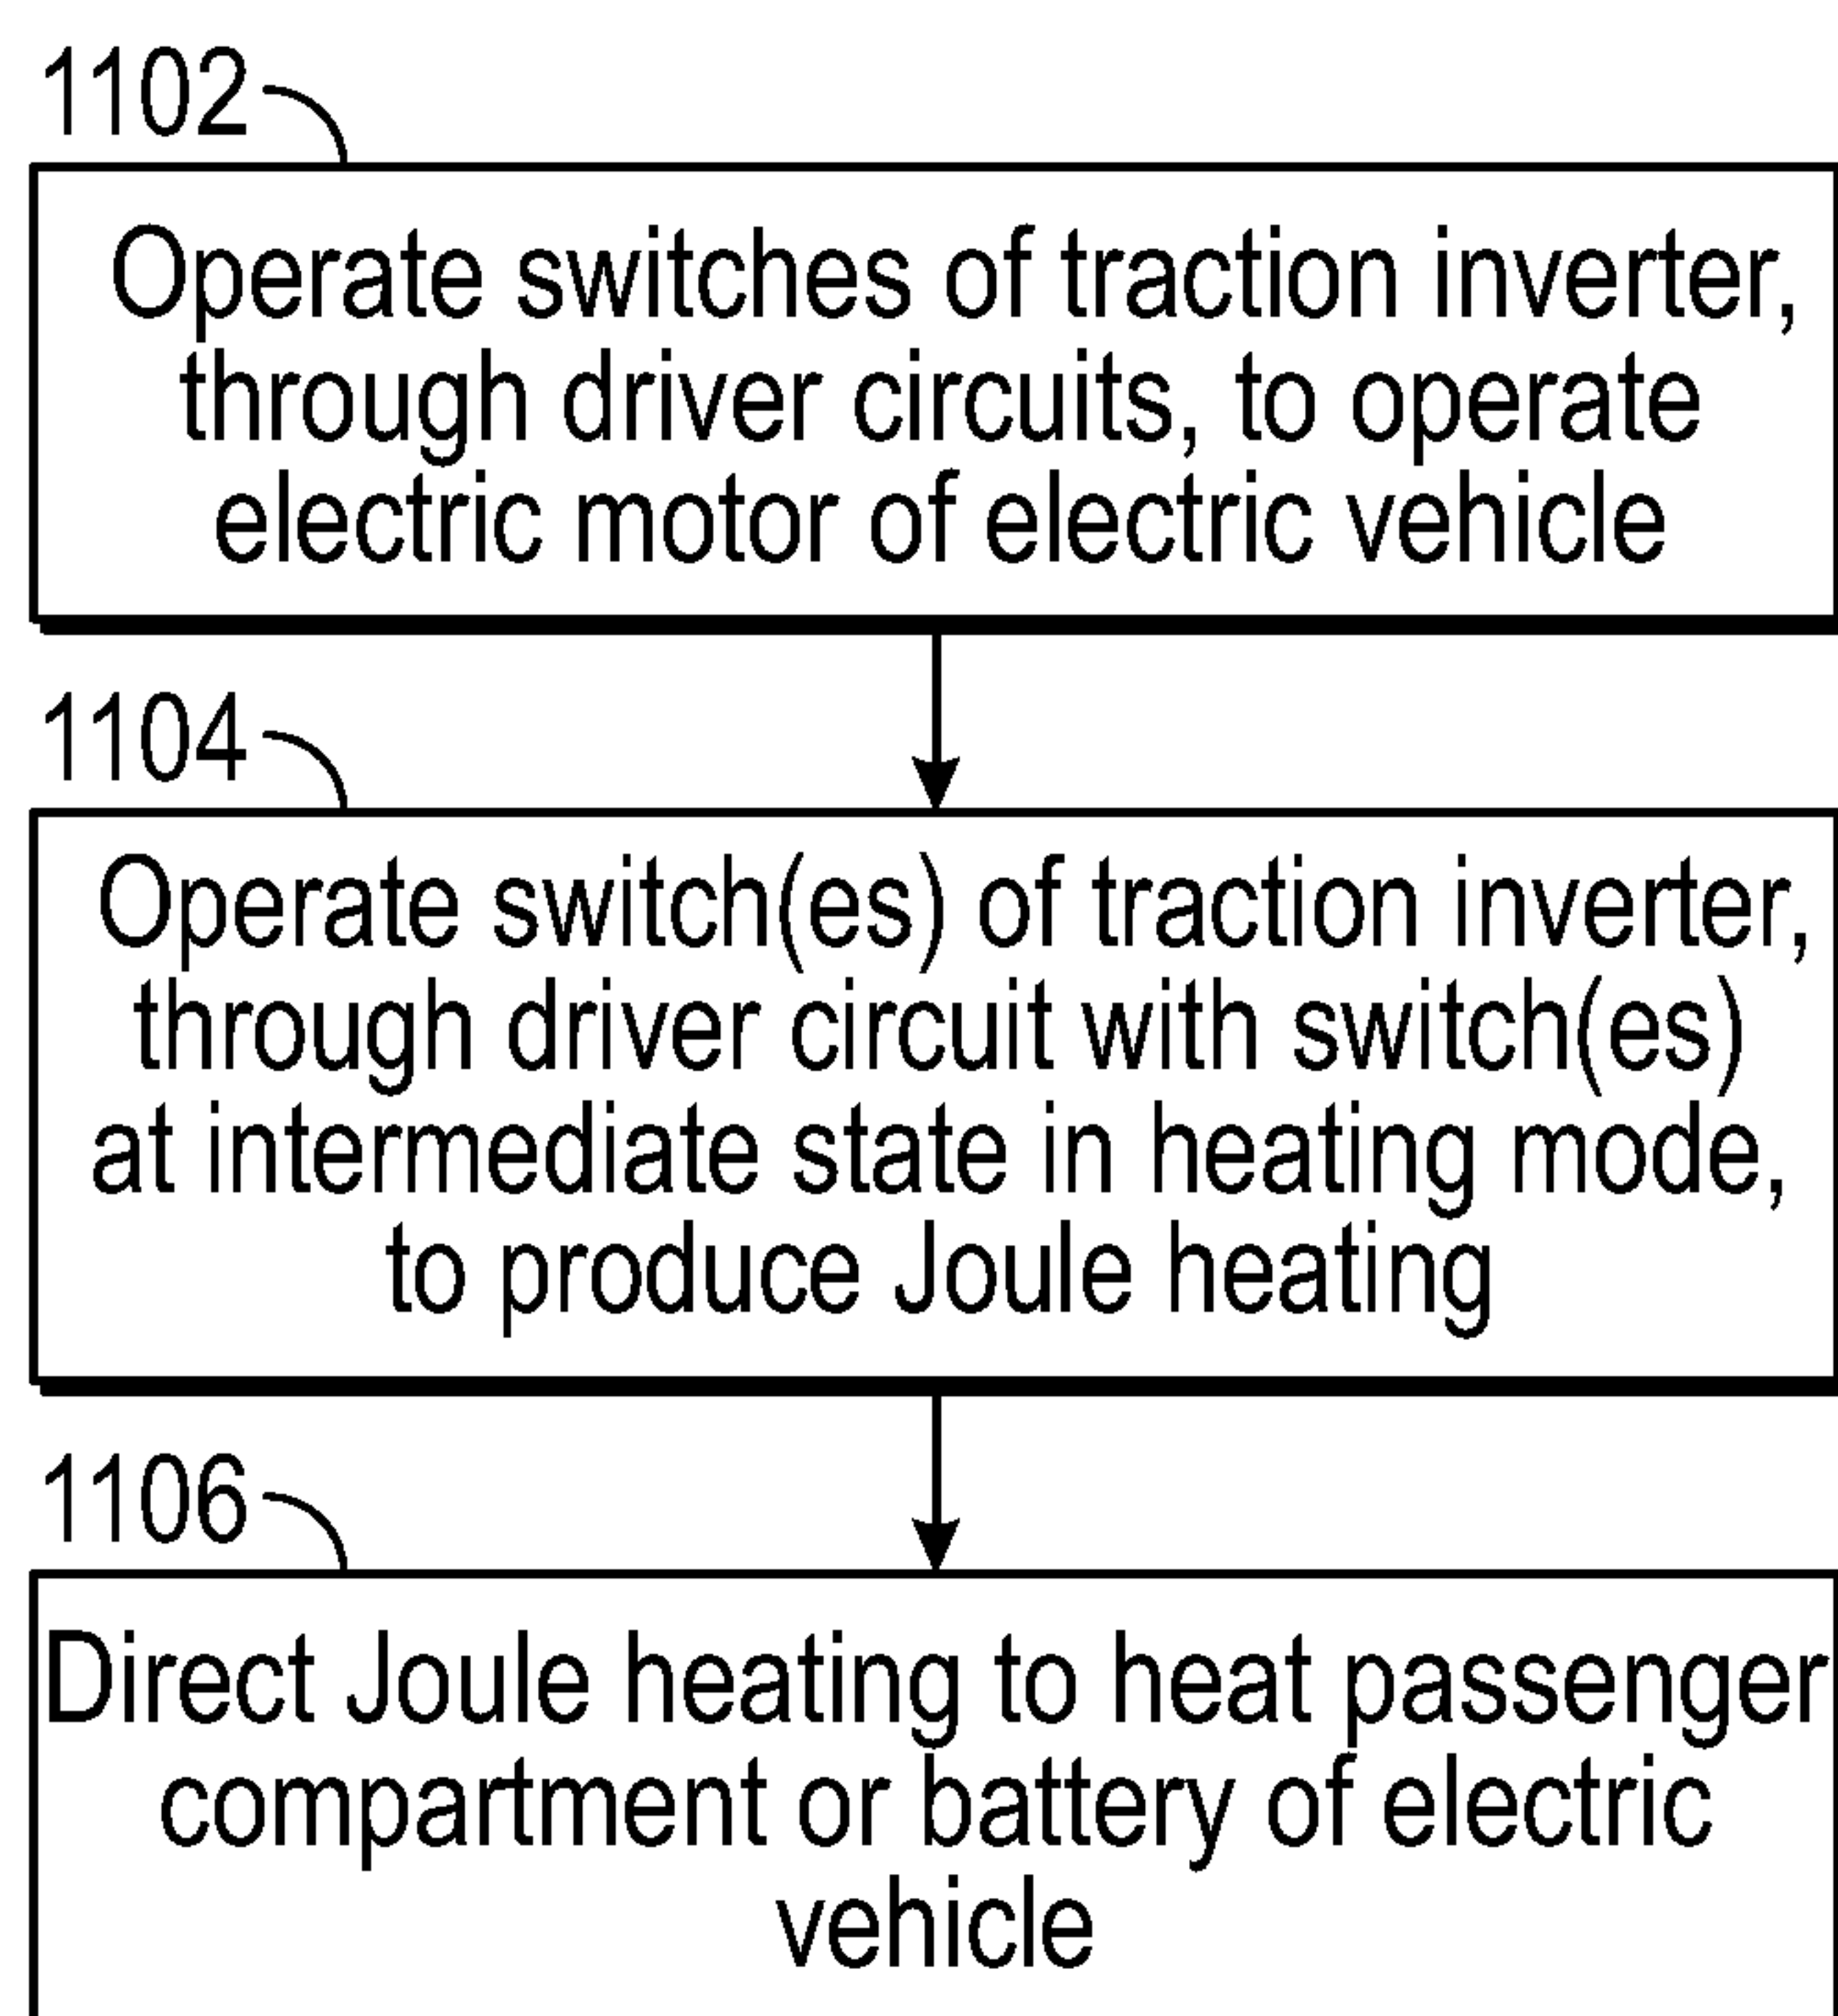 1102
Operate switches of traction inverter,
through driver circuits, to operate
electric motor of electric vehicle
1104
Operate switch(es) of traction inverter,
through driver circuit with switch(es)
at intermediate state in heating mode,
to produce Joule heating
1106
Direct Joule heating to heat passenger
compartment or battery of electric
vehicle